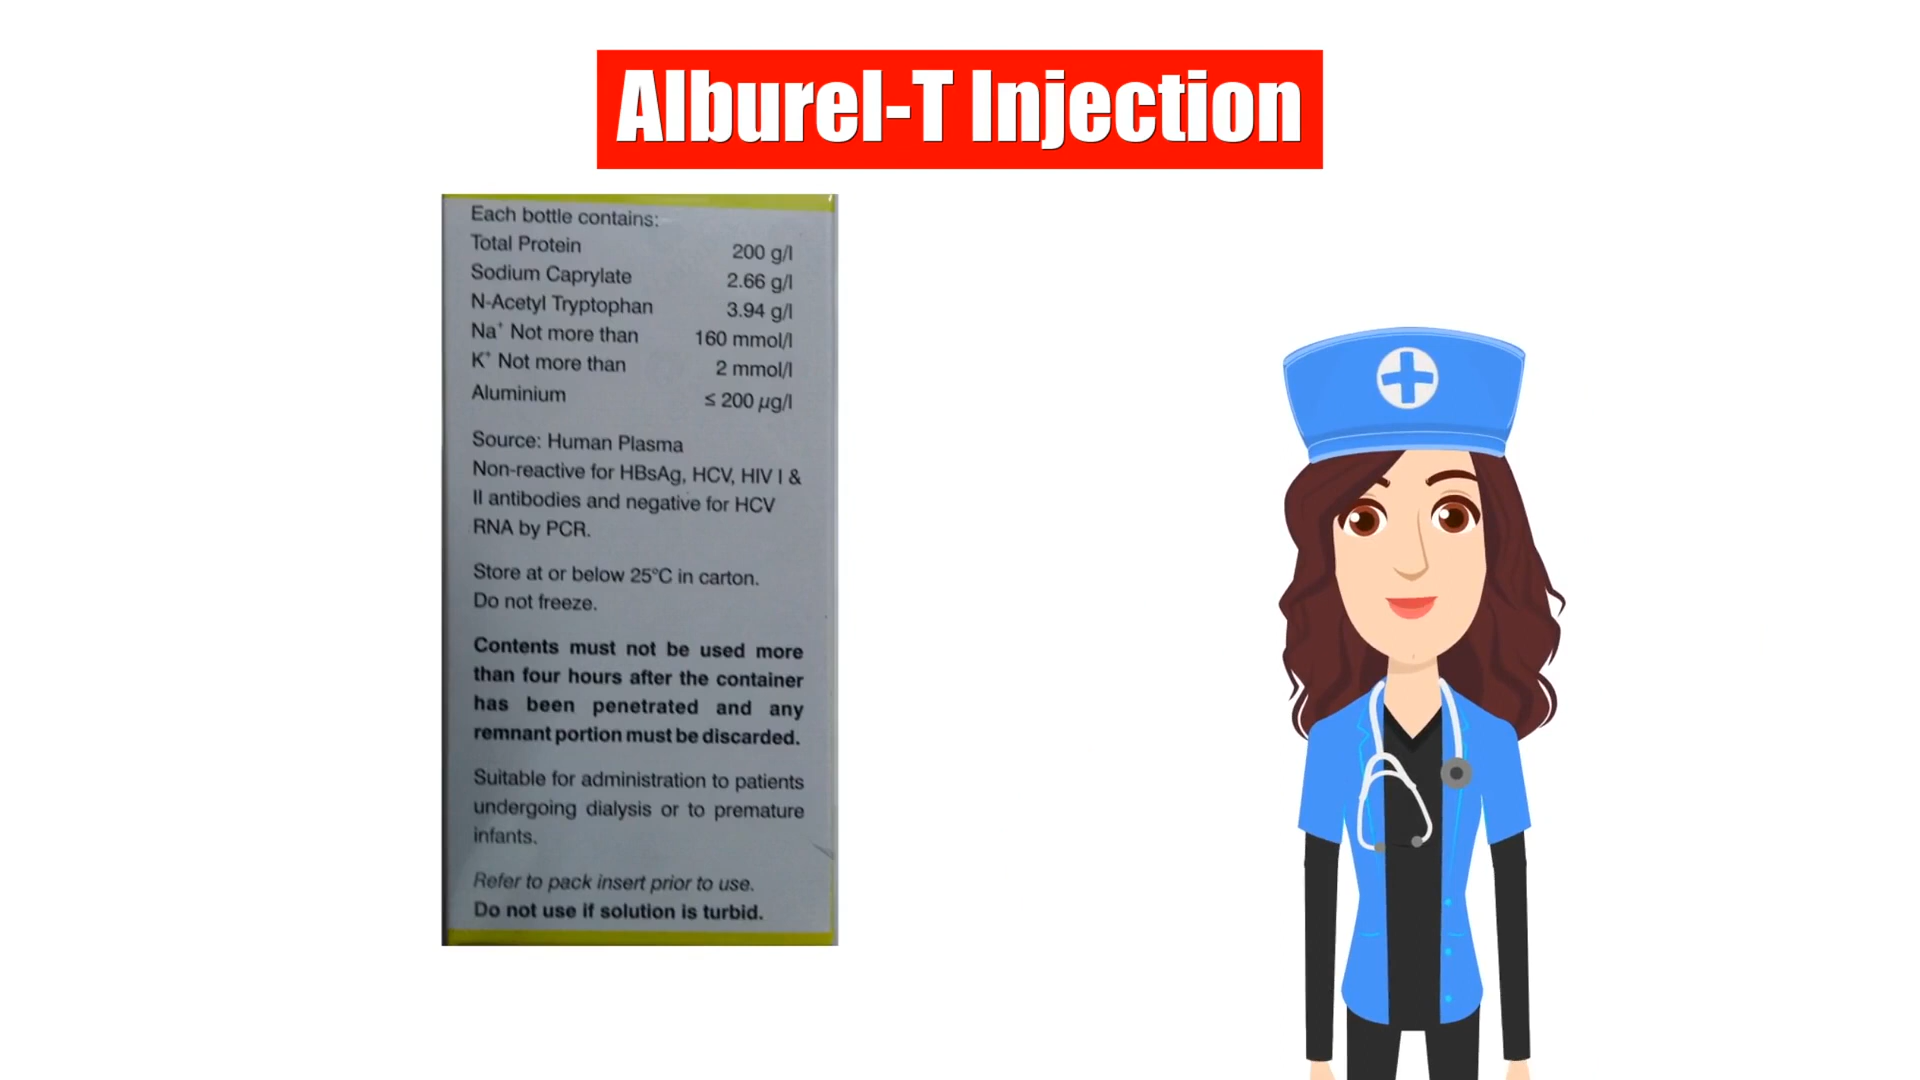 Alburel-T Injection
Each bottle contains:
Total Protein 200 g/l
Sodium Caprylate 2.66 g/l
N-Acetyl Tryptophan 3.94 g/l
Na⁺ Not more than 160 mmol/l
K⁺ Not more than 2 mmol/l
Aluminium ≤ 200 µg/l
Source: Human Plasma
Non-reactive for HBsAg, HCV, HIV I &
II antibodies and negative for HCV
RNA by PCR.
Store at or below 25°C in carton.
Do not freeze.
Contents must not be used more
than four hours after the container
has been penetrated and any
remnant portion must be discarded.
Suitable for administration to patients
undergoing dialysis or to premature
infants.
Refer to pack insert prior to use.
Do not use if solution is turbid.